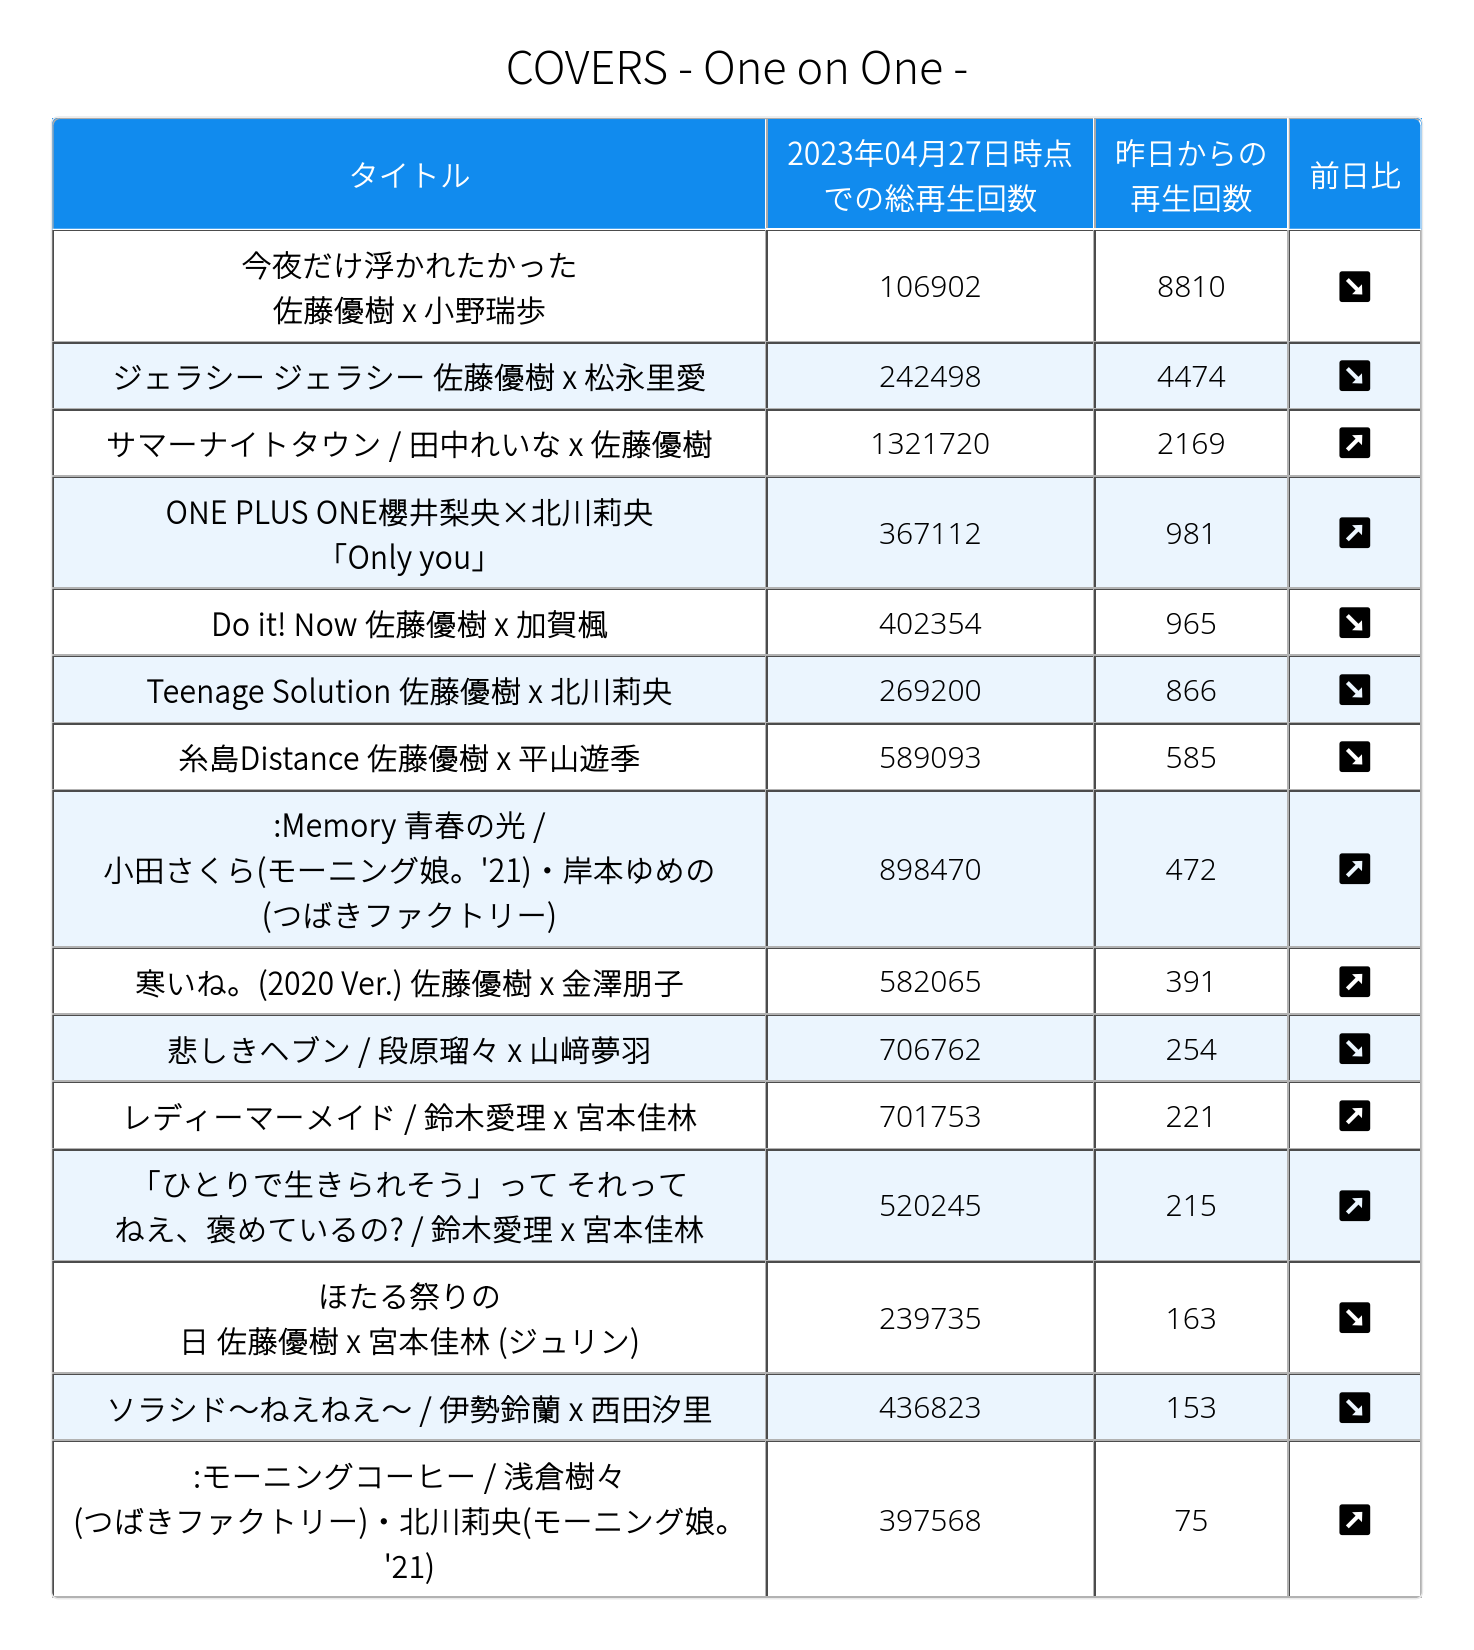 COVERS - One on One -
タイトル
2023年04月27日時点
での総再生回数
昨日からの
再生回数
前日比
今夜だけ浮かれたかった
佐藤優樹 x 小野瑞歩
106902
8810
ジェラシー ジェラシー 佐藤優樹 x 松永里愛
242498
4474
サマーナイトタウン / 田中れいな x 佐藤優樹
1321720
2169
ONE PLUS ONE櫻井梨央×北川莉央
「Only you」
367112
981
Do it! Now 佐藤優樹 x 加賀楓
402354
965
Teenage Solution 佐藤優樹 x 北川莉央
269200
866
糸島Distance 佐藤優樹 x 平山遊季
589093
585
:Memory 青春の光 /
小田さくら(モーニング娘。'21)・岸本ゆめの
(つばきファクトリー)
898470
472
寒いね。(2020 Ver.) 佐藤優樹 x 金澤朋子
582065
391
悲しきヘブン / 段原瑠々 x 山﨑夢羽
706762
254
レディーマーメイド / 鈴木愛理 x 宮本佳林
701753
221
「ひとりで生きられそう」って それって
ねえ、褒めているの? / 鈴木愛理 x 宮本佳林
520245
215
ほたる祭りの
日 佐藤優樹 x 宮本佳林 (ジュリン)
239735
163
ソラシド〜ねえねえ〜 / 伊勢鈴蘭 x 西田汐里
436823
153
:モーニングコーヒー / 浅倉樹々
(つばきファクトリー)・北川莉央(モーニング娘。
'21)
397568
75